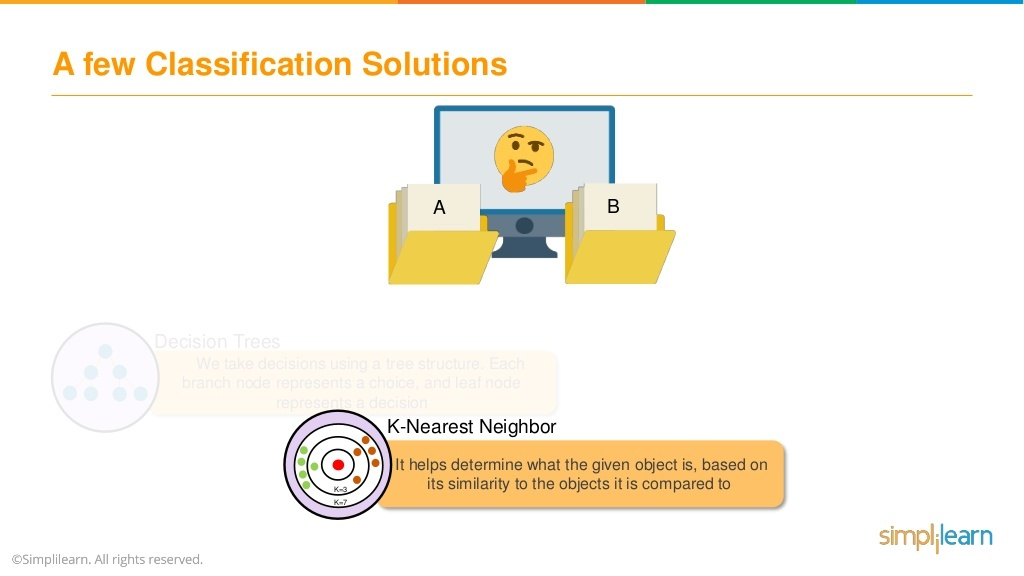 A few Classification Solutions
A
B
Decision Trees
We take decisions using a tree structure. Each
branch node represents a choice, and leaf node
represents a decision
K-Nearest Neighbor
It helps determine what the given object is, based on
its similarity to the objects it is compared to
K=3
K=7
simplilearn
©Simplilearn. All rights reserved.